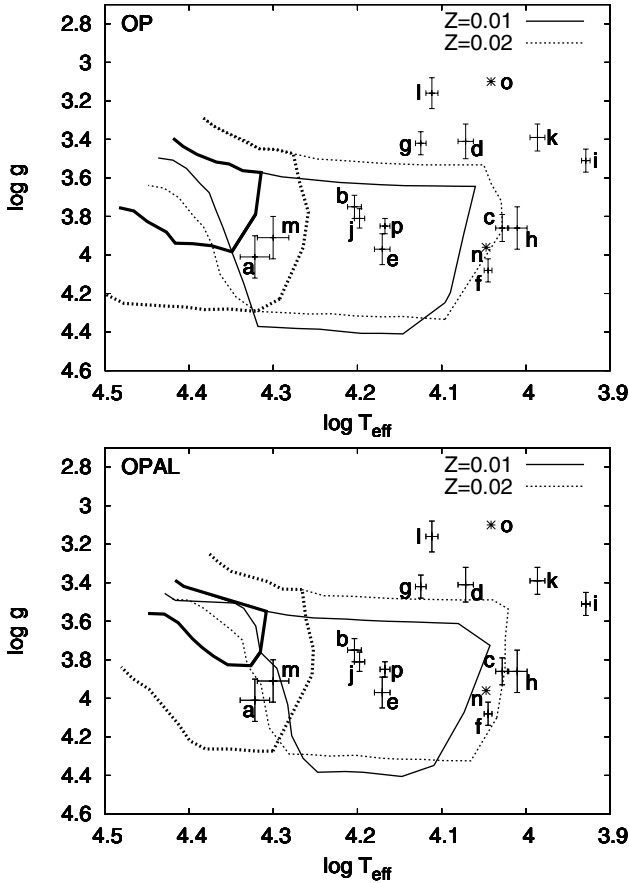 2.8
3.2
3.6
4
4.2
4.4
4.6
3
3.4
3.8
log g
OP
Z=0.01
Z=0.02
l
o
g
d
k
i
b
j
p
e
c
h
n
f
m
a
4.5
4.4
4.3
4.2
4.1
4
3.9
log T_eff
2.8
3
3.2
3.4
3.6
3.8
4
4.2
4.4
4.6
log g
OPAL
Z=0.01
Z=0.02
l
o
g
d
k
i
b
j
p
e
c
h
n
f
m
a
4.5
4.4
4.3
4.2
4.1
4
3.9
log T_eff